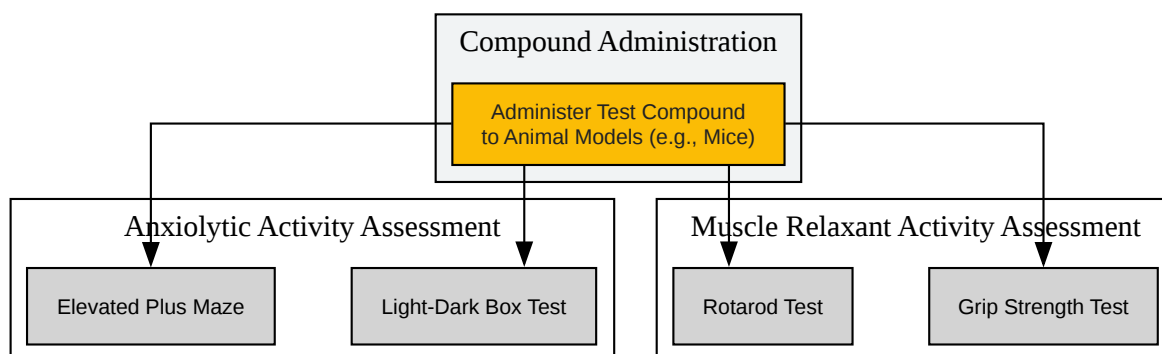 Compound Administration
Administer Test Compound
to Animal Models (e.g., Mice)
Anxiolytic Activity Assessment
Muscle Relaxant Activity Assessment
Elevated Plus Maze
Light-Dark Box Test
Rotarod Test
Grip Strength Test